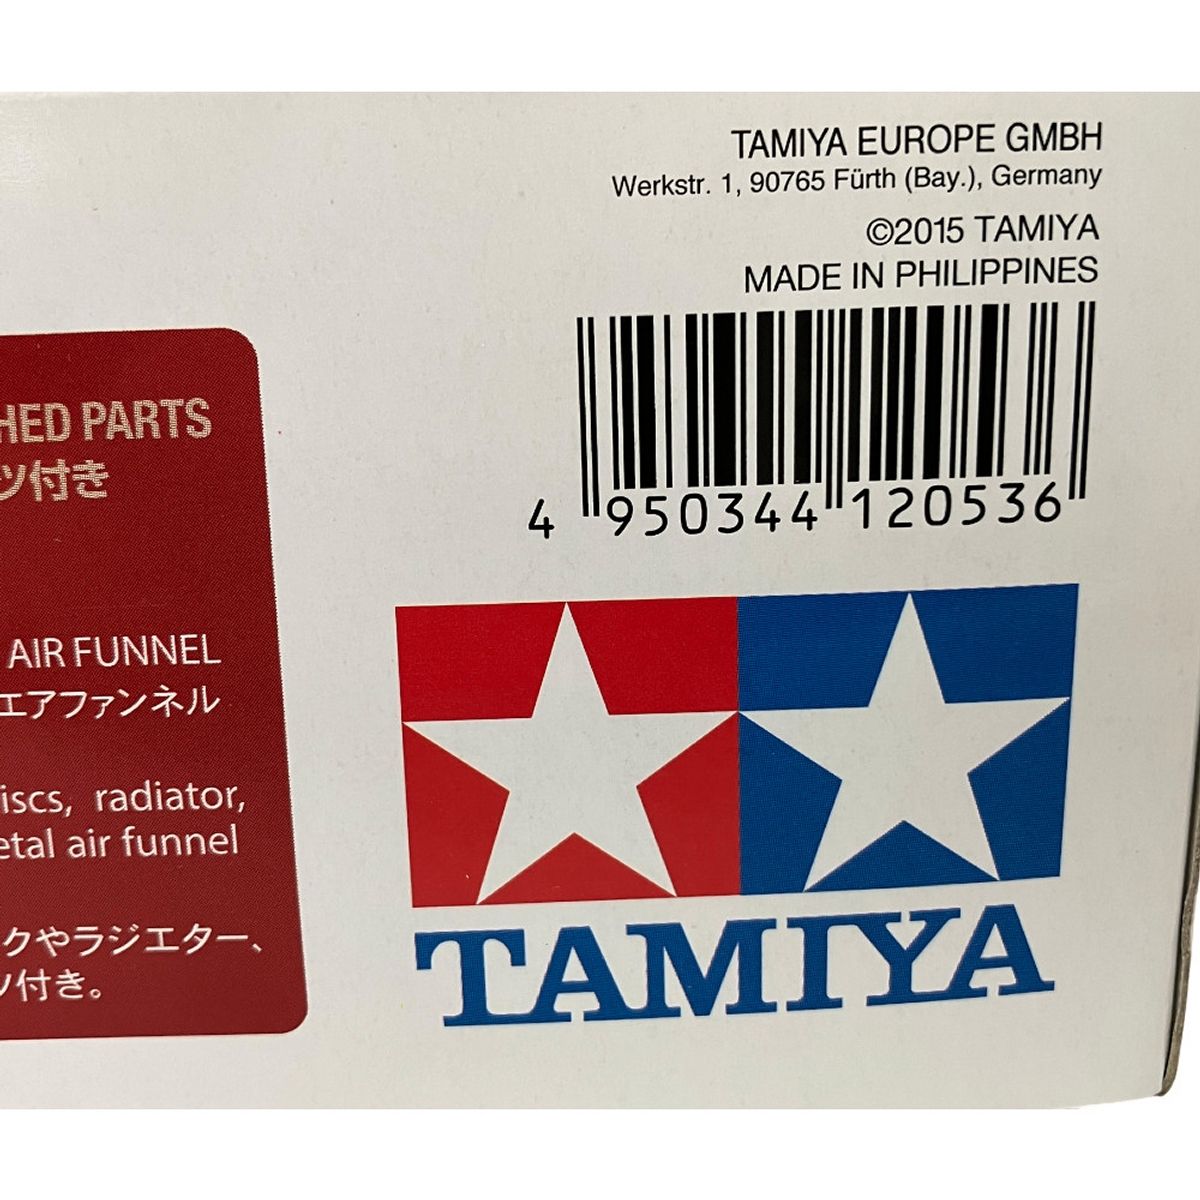 TAMIYA EUROPE GMBH
Werkstr. 1, 90765 Fürth (Bay.), Germany
©2015 TAMIYA
MADE IN PHILIPPINES
4 950344 120536
HED PARTS
ツ付き
AIR FUNNEL
エアファンネル
iscs, radiator,
etal air funnel
クやラジエター、
ツ付き。
TAMIYA